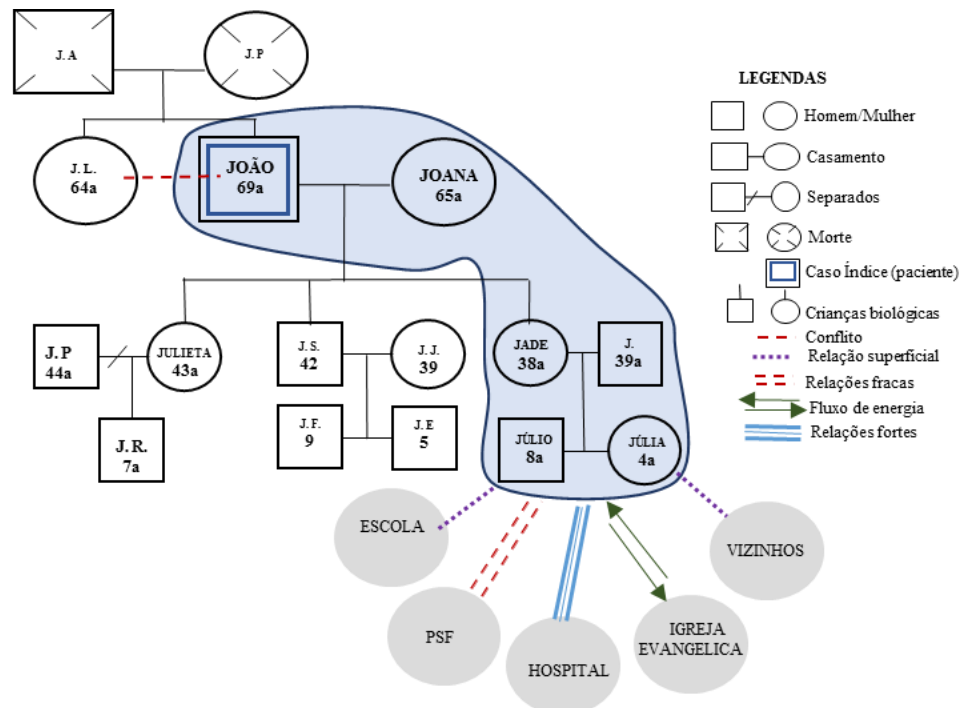 J. A
J. P
J. L.
64a
JOÃO
69a
JOANA
65a
J. P
44a
JULIETA
43a
J. S.
42
J. J.
39
JADE
38a
J.
39a
J. R.
7a
J. F.
9
J. E
5
JÚLIO
8a
JÚLIA
4a
ESCOLA
PSF
HOSPITAL
IGREJA
EVANGELICA
VIZINHOS
LEGENDAS
Homem/Mulher
Casamento
Separados
Morte
Caso Índice (paciente)
Crianças biológicas
Conflito
Relação superficial
Relações fracas
Fluxo de energia
Relações fortes